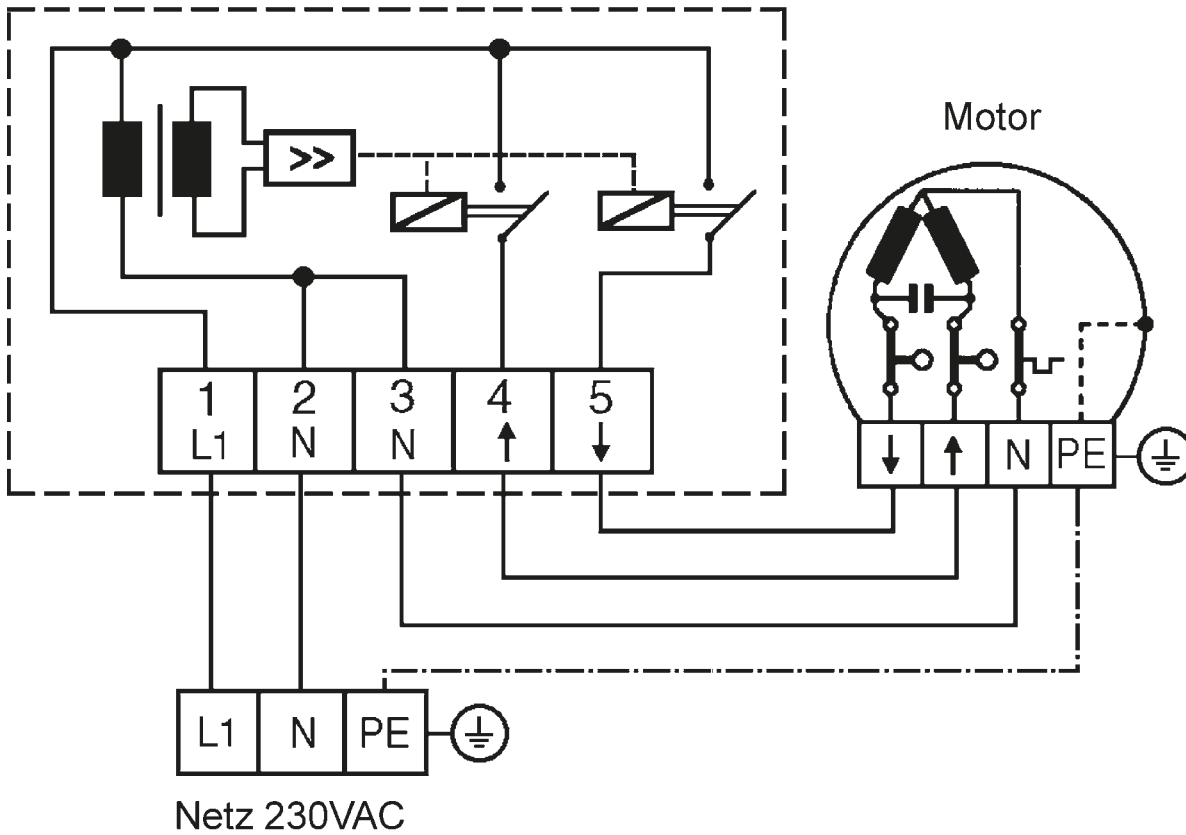 Motor
>>
1 2 3 4 5
L1 N N ↑ ↓
↓ ↑ N PE
L1 N PE
Netz 230VAC